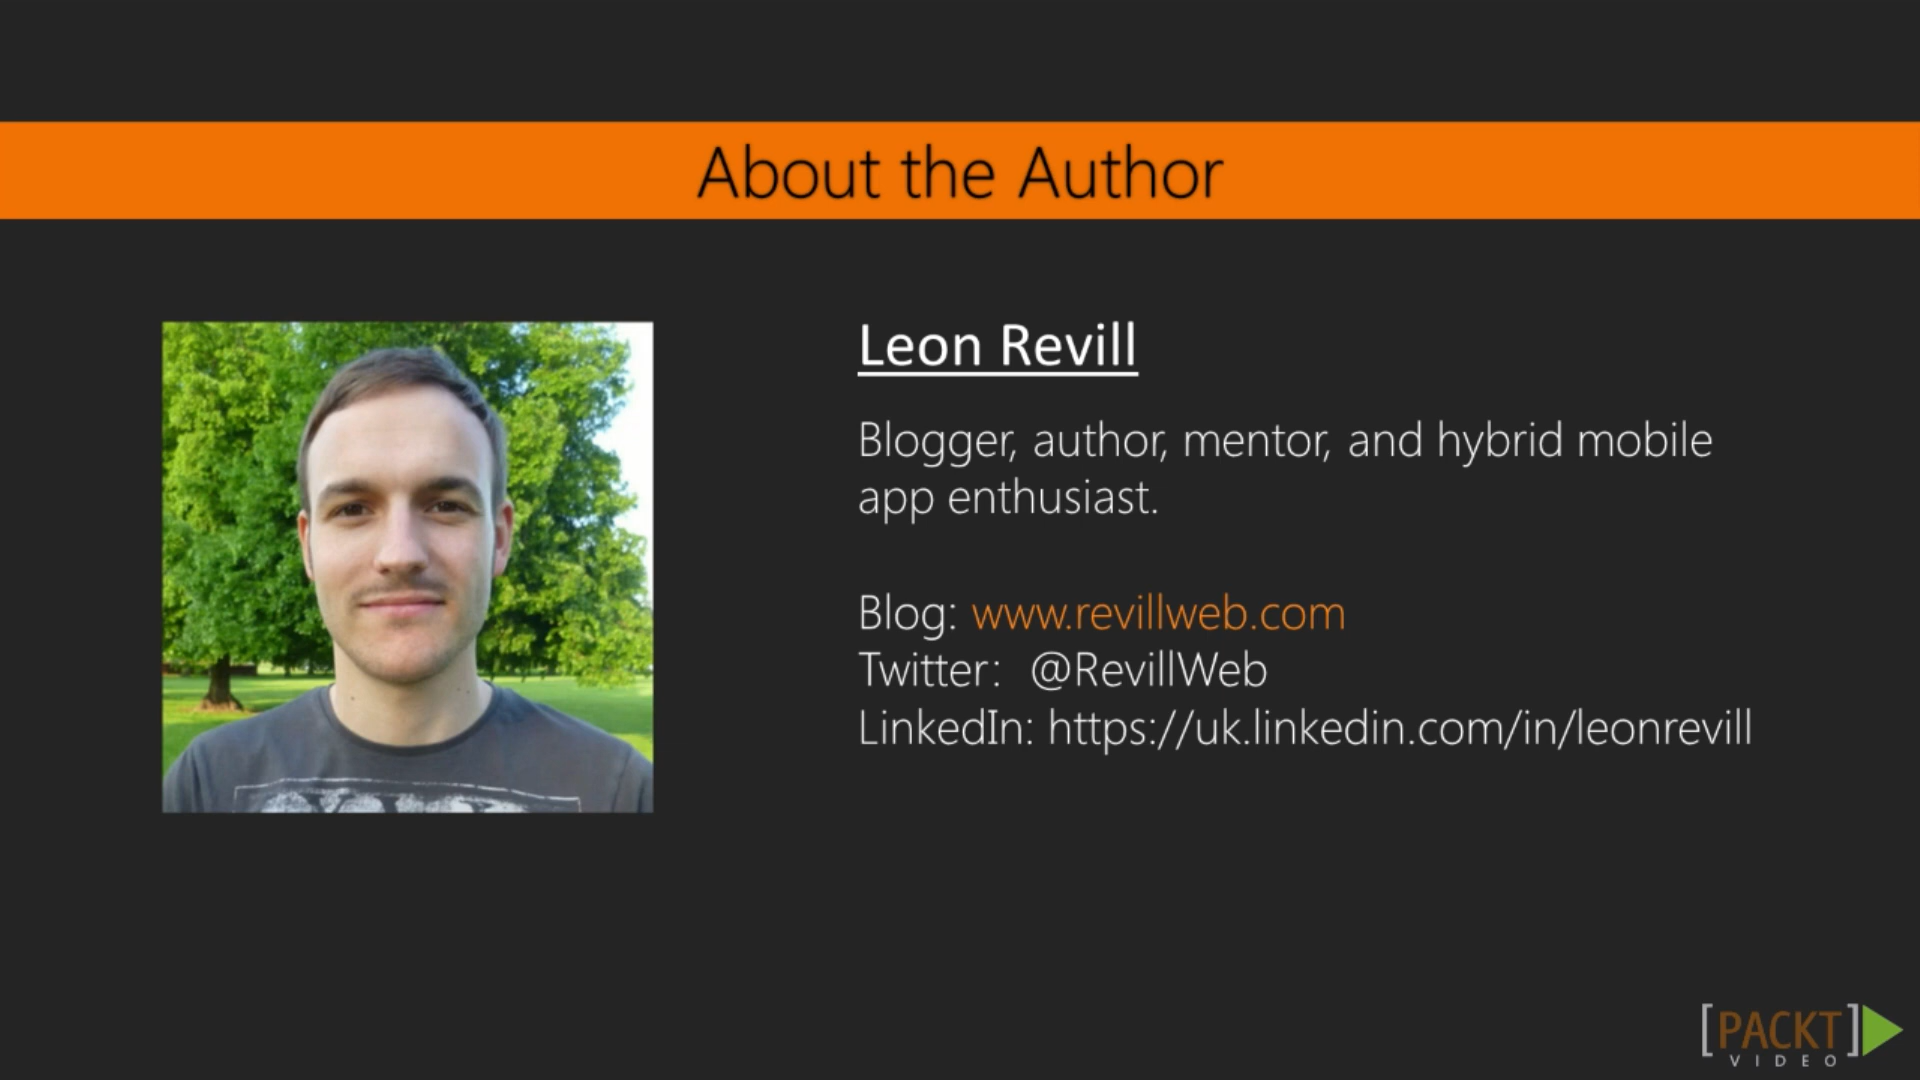 About the Author
Leon Revill
Blogger, author, mentor, and hybrid mobile
app enthusiast.
Blog: www.revillweb.com
Twitter: @RevillWeb
LinkedIn: https://uk.linkedin.com/in/leonrevill
[PACKT]
VIDEO